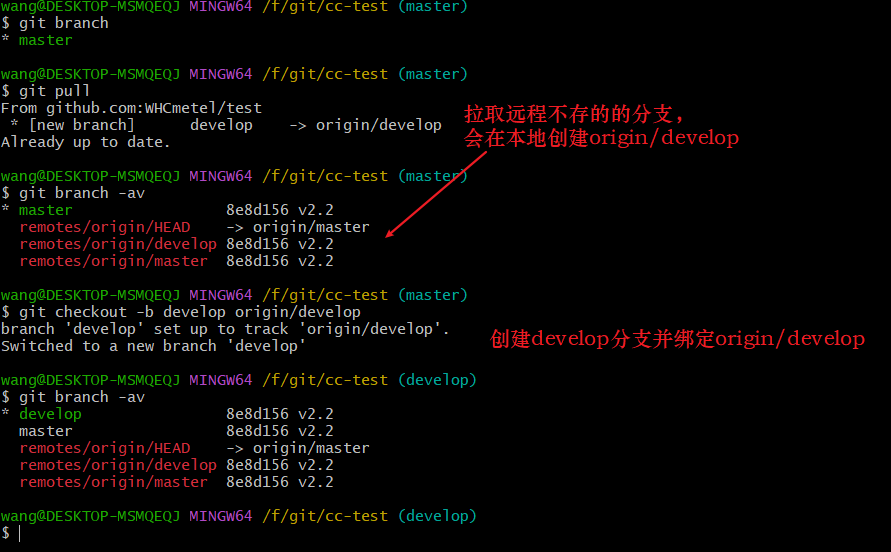 wang@DESKTOP-MSMQEQJ MINGW64 /f/git/cc-test (master)
$ git branch
* master
wang@DESKTOP-MSMQEQJ MINGW64 /f/git/cc-test (master)
$ git pull
From github.com:WHCmetel/test
 * [new branch]      develop    -> origin/develop
Already up to date.
拉取远程不存的的分支，
会在本地创建origin/develop
wang@DESKTOP-MSMQEQJ MINGW64 /f/git/cc-test (master)
$ git branch -av
* master                8e8d156 v2.2
  remotes/origin/HEAD    -> origin/master
  remotes/origin/develop 8e8d156 v2.2
  remotes/origin/master  8e8d156 v2.2
wang@DESKTOP-MSMQEQJ MINGW64 /f/git/cc-test (master)
$ git checkout -b develop origin/develop
branch 'develop' set up to track 'origin/develop'.
Switched to a new branch 'develop'
创建develop分支并绑定origin/develop
wang@DESKTOP-MSMQEQJ MINGW64 /f/git/cc-test (develop)
$ git branch -av
* develop                8e8d156 v2.2
  master                 8e8d156 v2.2
  remotes/origin/HEAD    -> origin/master
  remotes/origin/develop 8e8d156 v2.2
  remotes/origin/master  8e8d156 v2.2
wang@DESKTOP-MSMQEQJ MINGW64 /f/git/cc-test (develop)
$